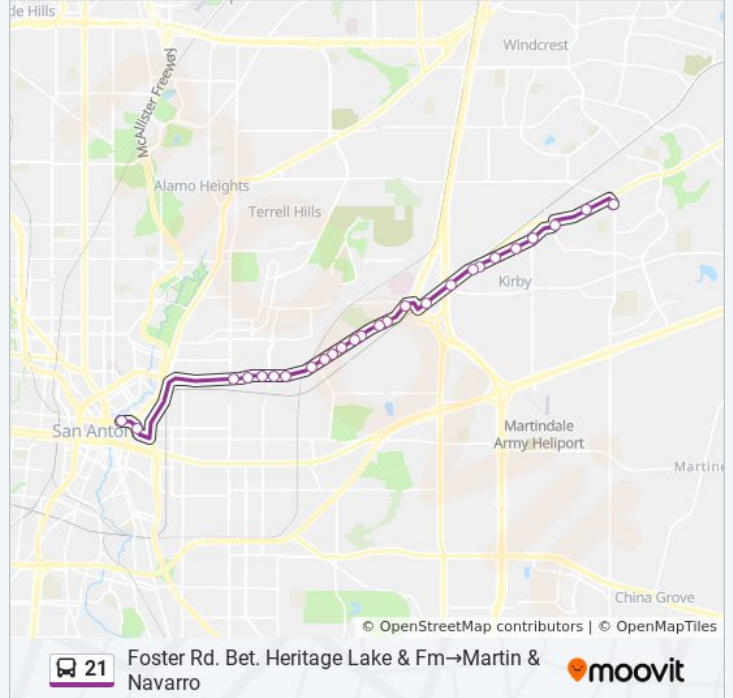 de Hills
Windcrest
McAllister Freeway
Alamo Heights
Terrell Hills
Kirby
San Anton
Martindale
Army Heliport
Martine
China Grove
© OpenStreetMap contributors | © OpenMapTiles
21
Foster Rd. Bet. Heritage Lake & Fm→Martin &
Navarro
moovit